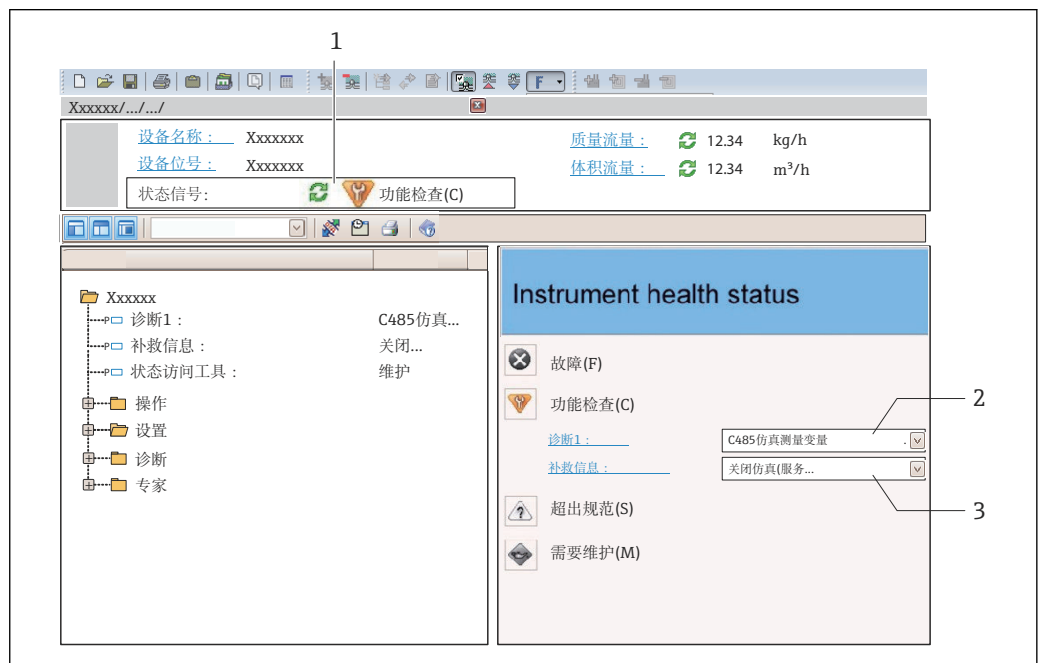 1
F
Xxxxxx/.../.../
设备名称： Xxxxxxx
质量流量： 12.34 kg/h
设备位号： Xxxxxxx
体积流量： 12.34 m³/h
状态信号: 功能检查(C)
Xxxxxx
诊断1： C485仿真...
补救信息： 关闭...
状态访问工具： 维护
操作
设置
诊断
专家
Instrument health status
故障(F)
功能检查(C)
2
诊断1： C485仿真测量变量 .
补救信息： 关闭仿真(服务...
超出规范(S)
3
需要维护(M)